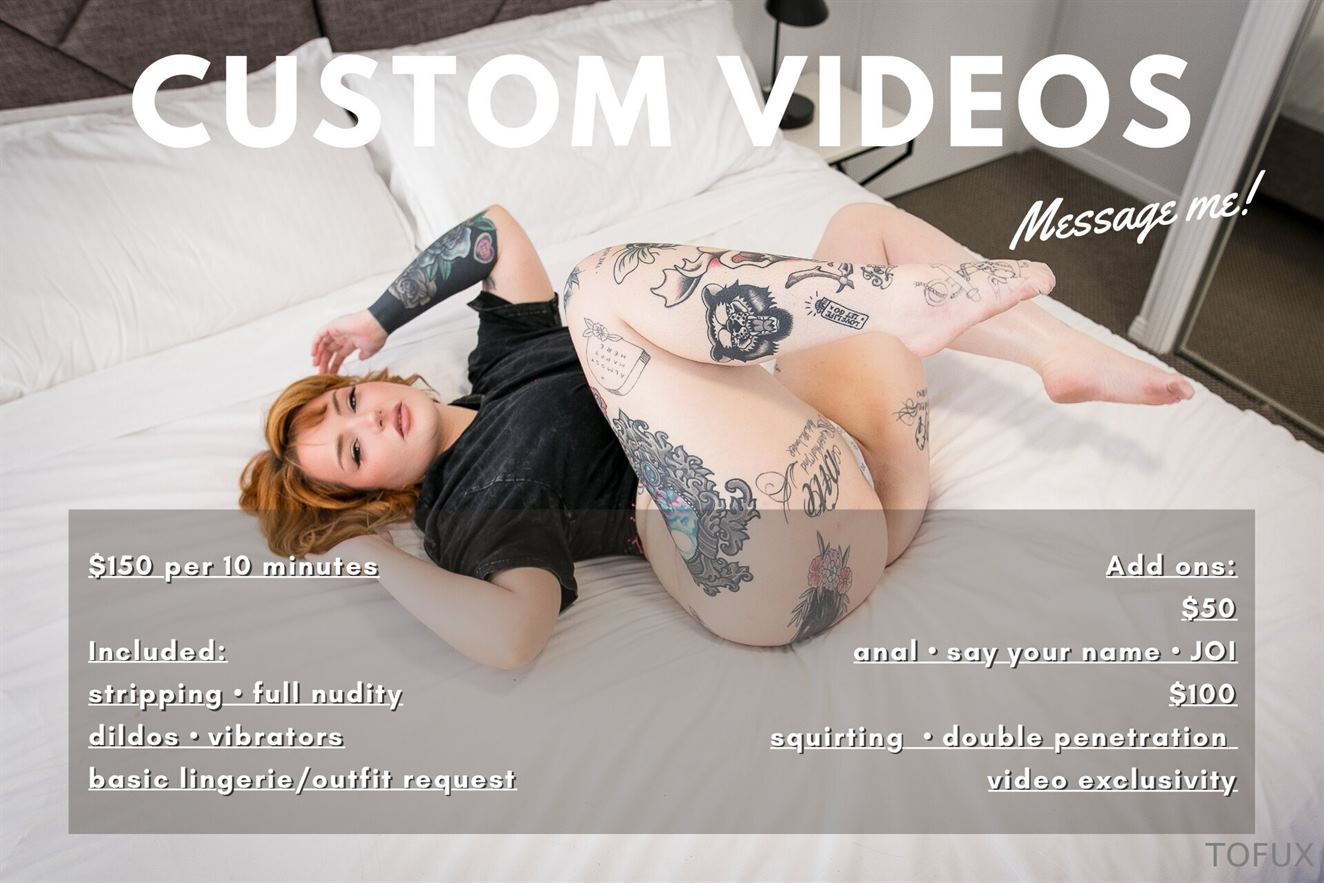 CUSTOM VIDEOS
Message me!
$150 per 10 minutes
Included:
stripping • full nudity
dildos • vibrators
basic lingerie/outfit request
Add ons:
$50
anal • say your name • JOI
$100
squirting • double penetration
video exclusivity
TOFUX